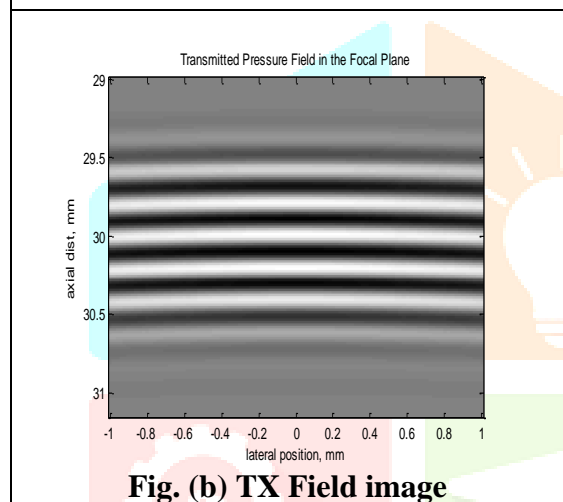 Transmitted Pressure Field in the Focal Plane
29
29.5
30
30.5
31
axial dist, mm
-1 -0.8 -0.6 -0.4 -0.2 0 0.2 0.4 0.6 0.8 1
lateral position, mm
Fig. (b) TX Field image